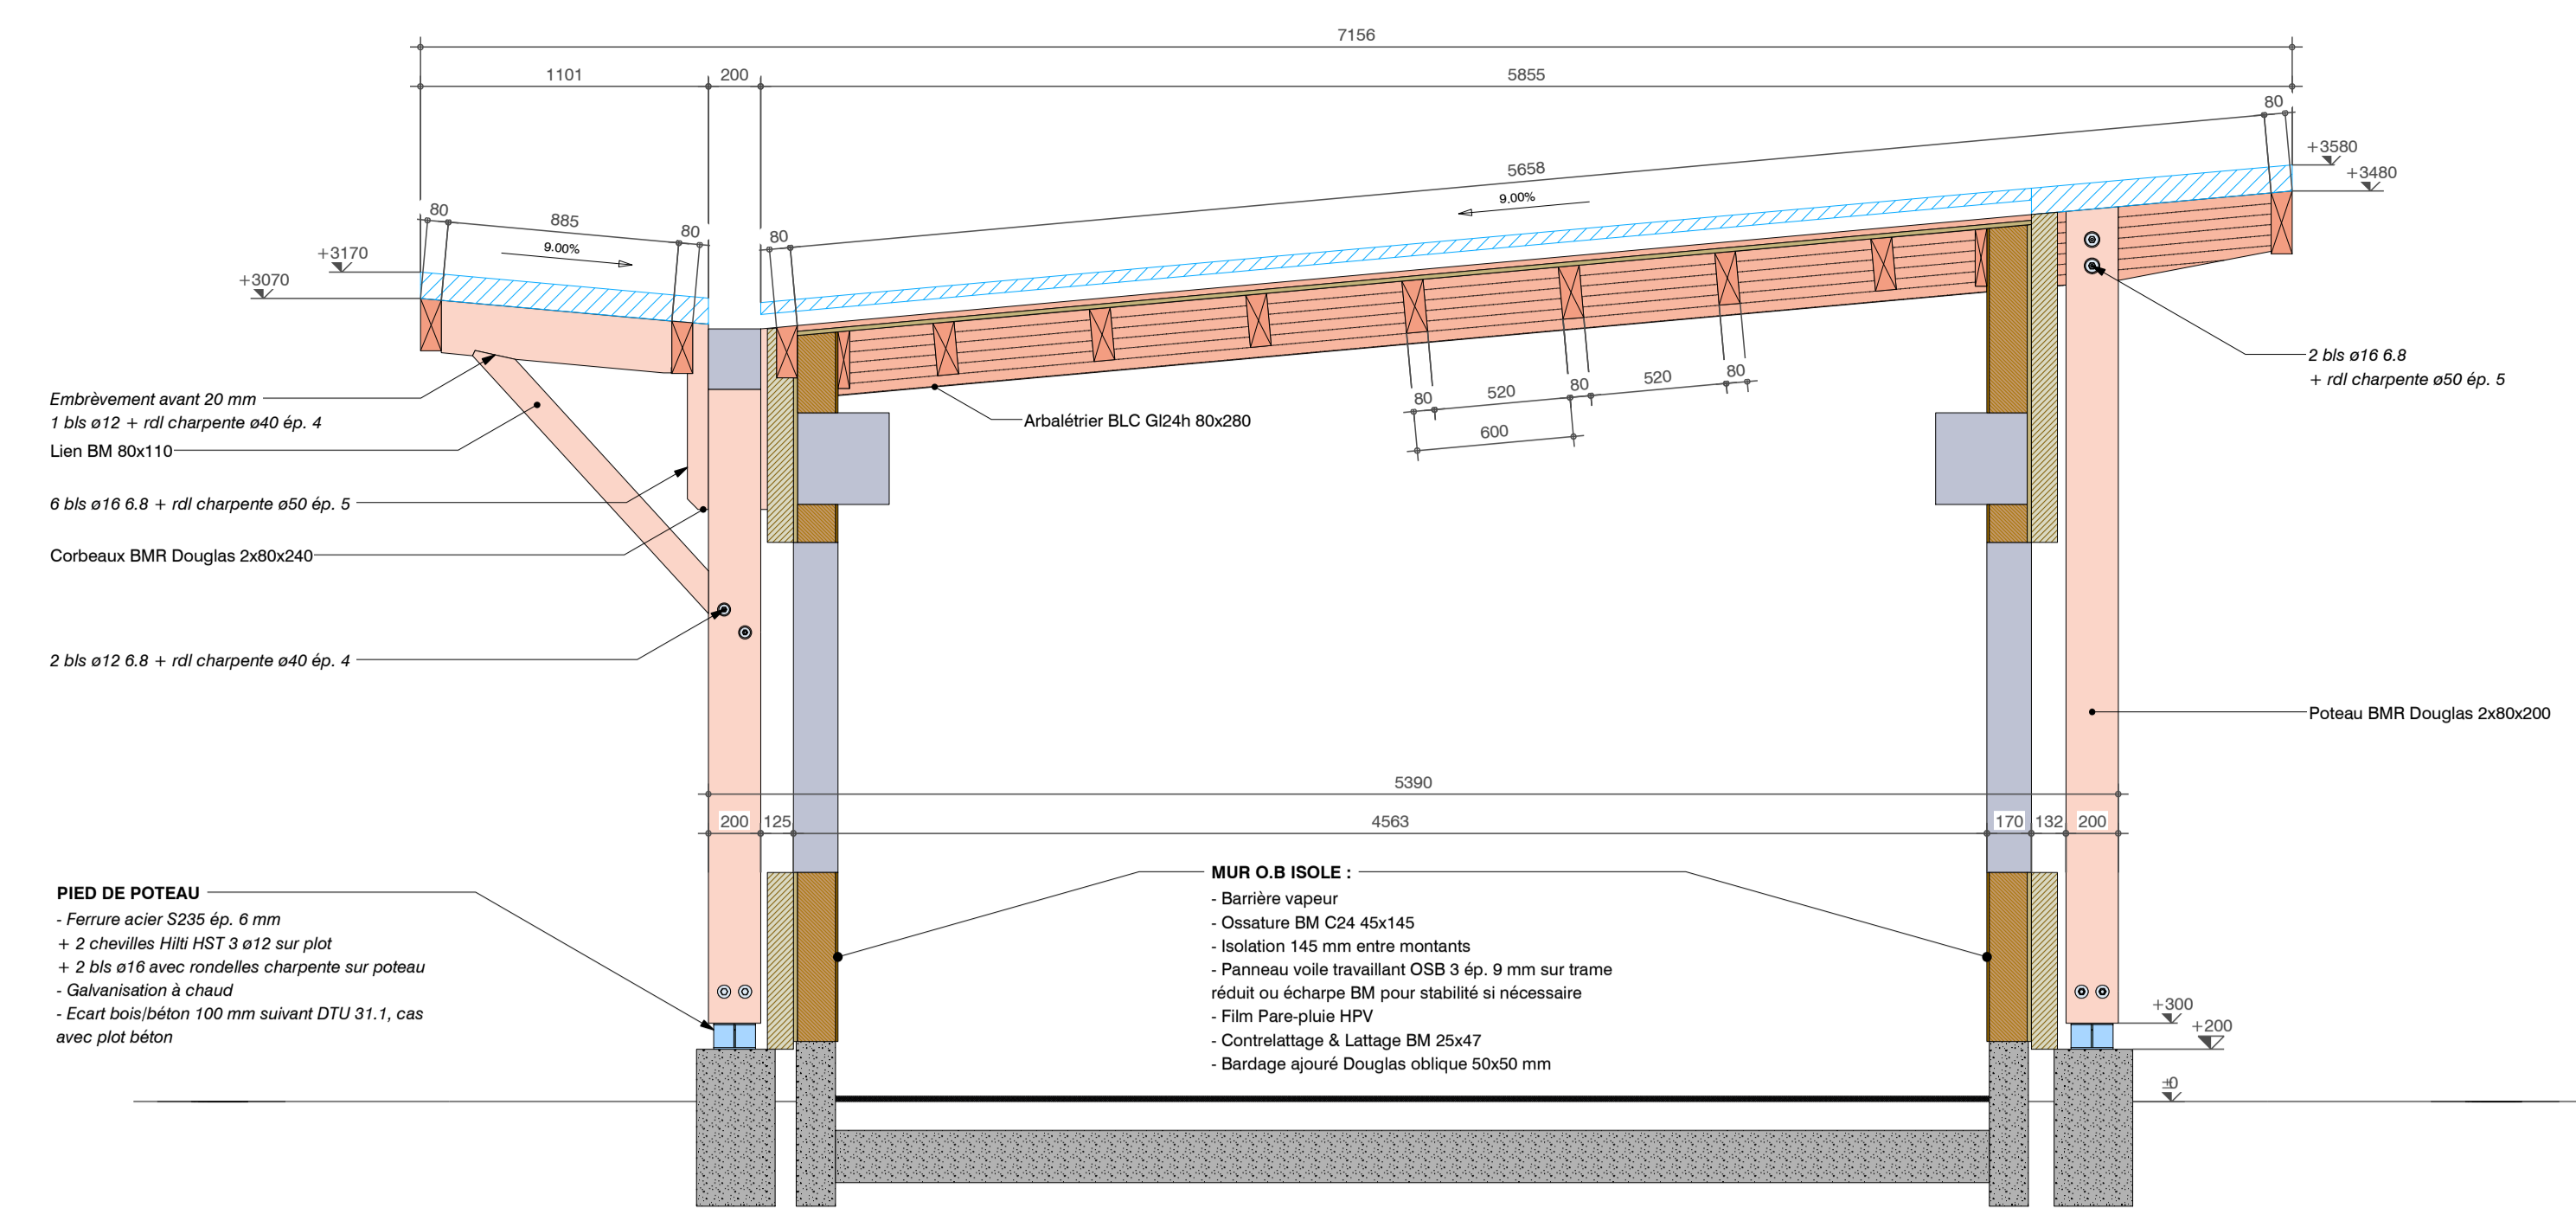 7156
1101
200
5855
80
5658
9.00%
+3580
+3480
80
885
80
9.00%
80
+3170
+3070
Embrèvement avant 20 mm
1 bls ø12 + rdl charpente ø40 ép. 4
Lien BM 80x110
6 bls ø16 6.8 + rdl charpente ø50 ép. 5
Corbeaux BMR Douglas 2x80x240
2 bls ø12 6.8 + rdl charpente ø40 ép. 4
Arbalétrier BLC Gl24h 80x280
80
520
80
520
80
600
2 bls ø16 6.8
+ rdl charpente ø50 ép. 5
Poteau BMR Douglas 2x80x200
5390
200
125
4563
170
132
200
PIED DE POTEAU
- Ferrure acier S235 ép. 6 mm
+ 2 chevilles Hilti HST 3 ø12 sur plot
+ 2 bls ø16 avec rondelles charpente sur poteau
- Galvanisation à chaud
- Ecart bois/béton 100 mm suivant DTU 31.1, cas
avec plot béton
MUR O.B ISOLE :
- Barrière vapeur
- Ossature BM C24 45x145
- Isolation 145 mm entre montants
- Panneau voile travaillant OSB 3 ép. 9 mm sur trame
réduit ou écharpe BM pour stabilité si nécessaire
- Film Pare-pluie HPV
- Contrelattage & Lattage BM 25x47
- Bardage ajouré Douglas oblique 50x50 mm
+300
+200
±0